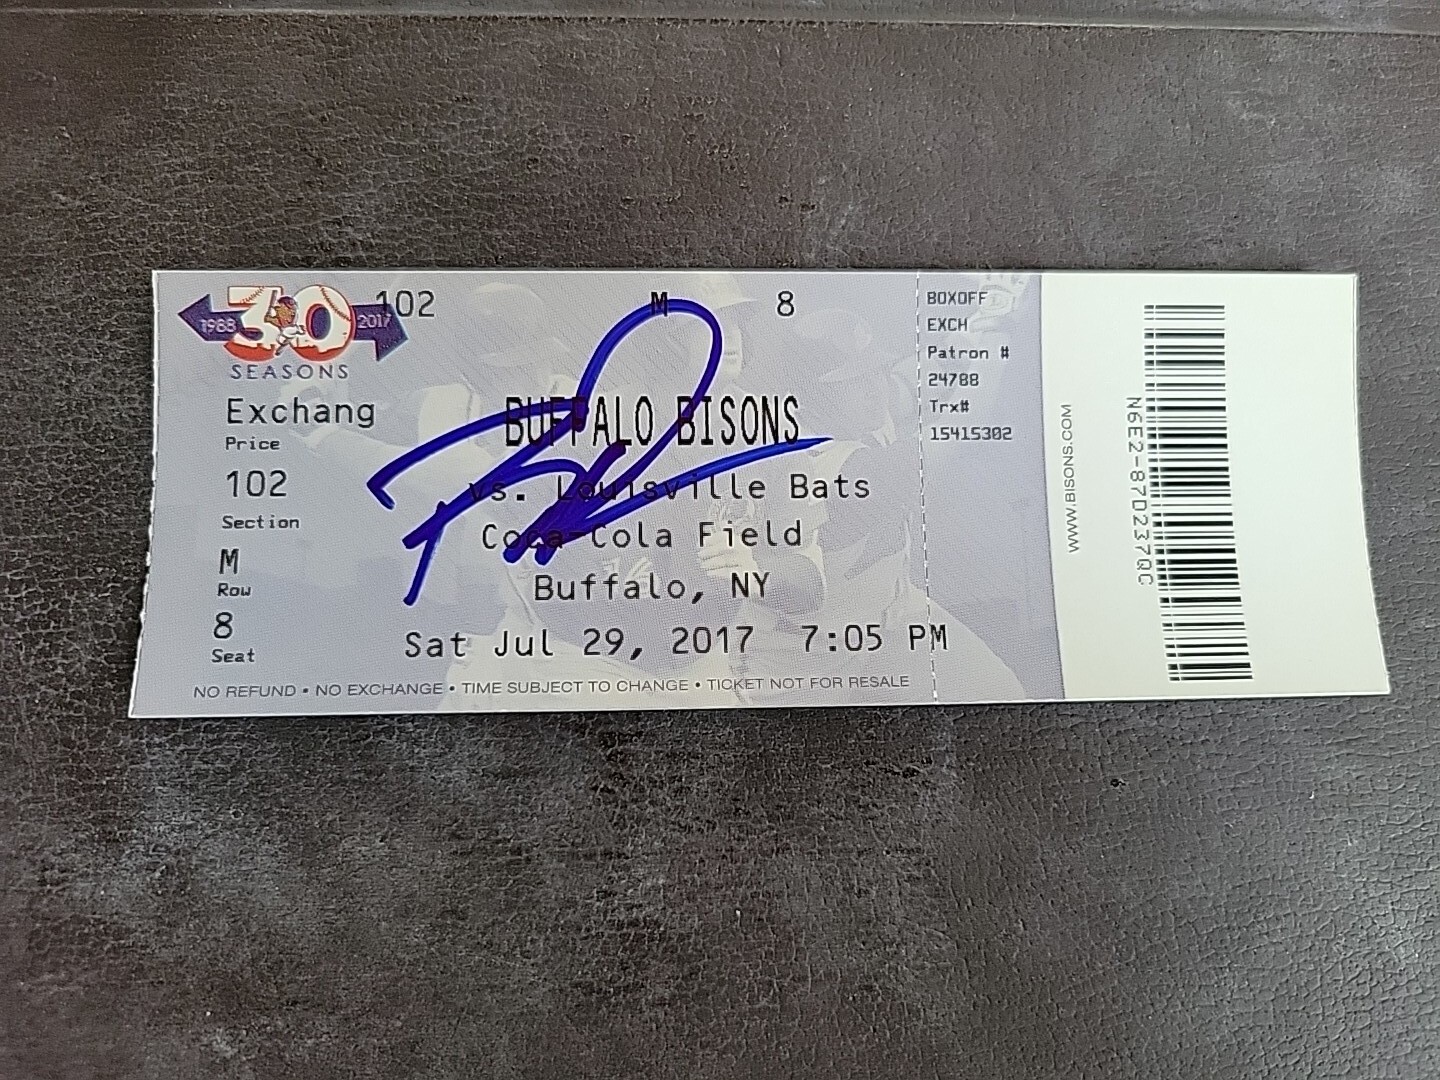 1988 30 2017
SEASONS
102 M 8
Exchang
Price
102
Section
M
Row
8
Seat
BUFFALO BISONS
vs. Louisville Bats
Coca-Cola Field
Buffalo, NY
Sat Jul 29, 2017 7:05 PM
NO REFUND • NO EXCHANGE • TIME SUBJECT TO CHANGE • TICKET NOT FOR RESALE
BOXOFF
EXCH
Patron #
24788
Trx#
15415302
WWW.BISONS.COM
N6E2-87D237QC